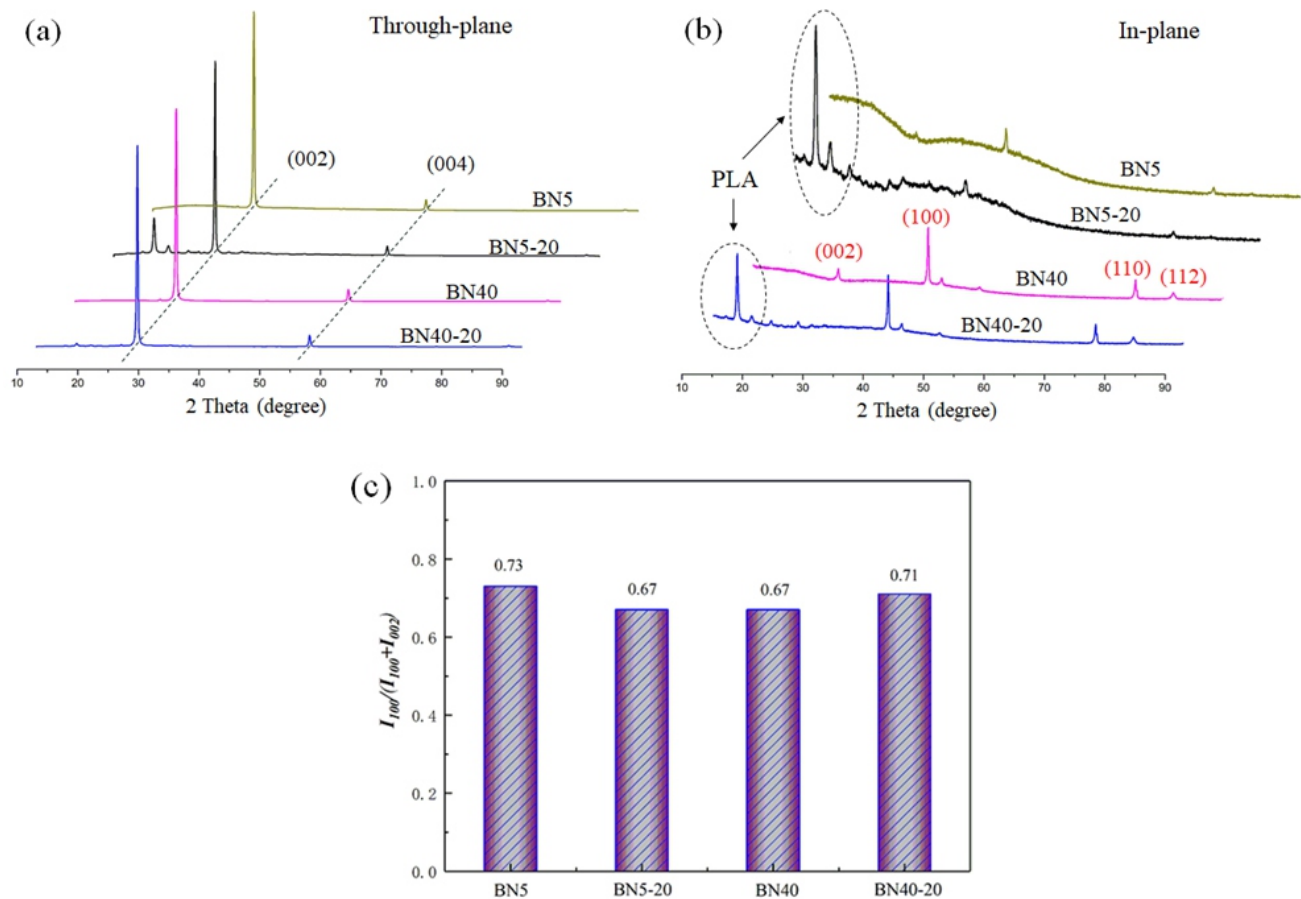 (a)
Through-plane
(002)
(004)
BN5
BN5-20
BN40
BN40-20
10 20 30 40 50 60 70 80 90
2 Theta (degree)
(b)
In-plane
PLA
BN5
BN5-20
(100)
(002)
BN40
(110)
(112)
BN40-20
10 20 30 40 50 60 70 80 90
2 Theta (degree)
(c)
I100/(I100+I002)
1.0
0.8
0.6
0.4
0.2
0.0
0.73
0.67
0.67
0.71
BN5
BN5-20
BN40
BN40-20